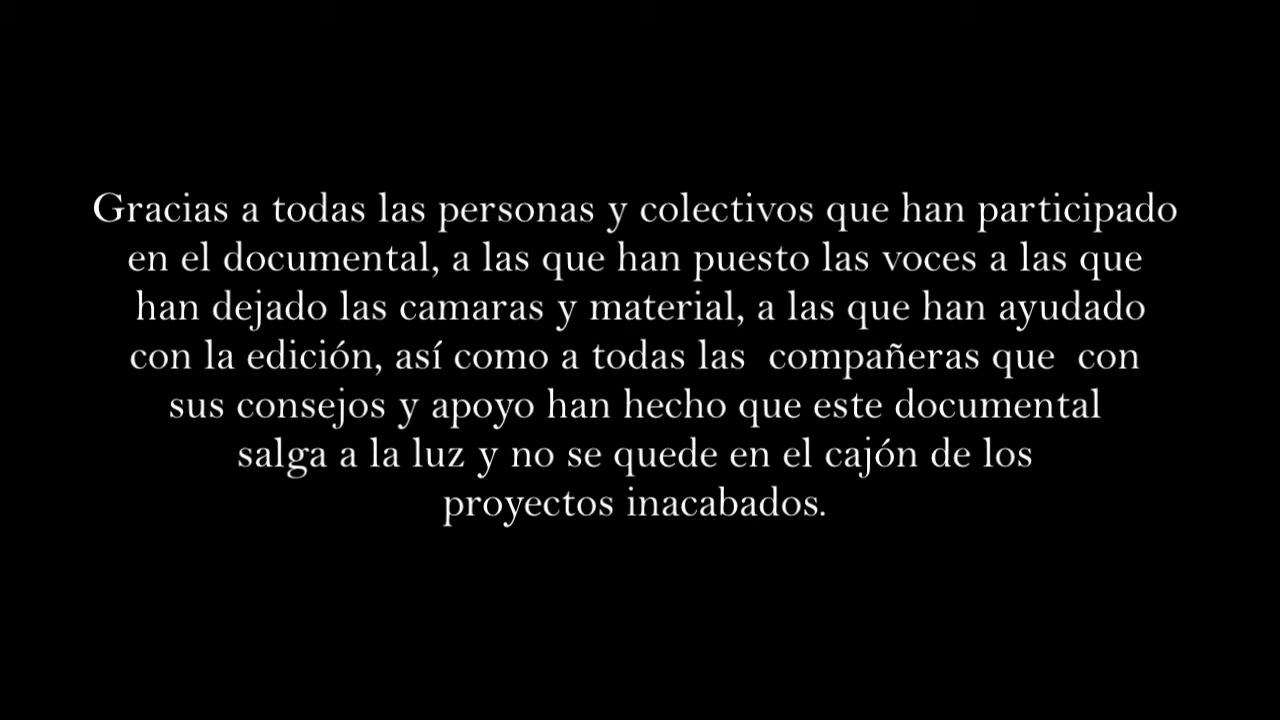 Gracias a todas las personas y colectivos que han participado
en el documental, a las que han puesto las voces a las que
han dejado las camaras y material, a las que han ayudado
con la edición, así como a todas las  compañeras que  con
sus consejos y apoyo han hecho que este documental
salga a la luz y no se quede en el cajón de los
proyectos inacabados.